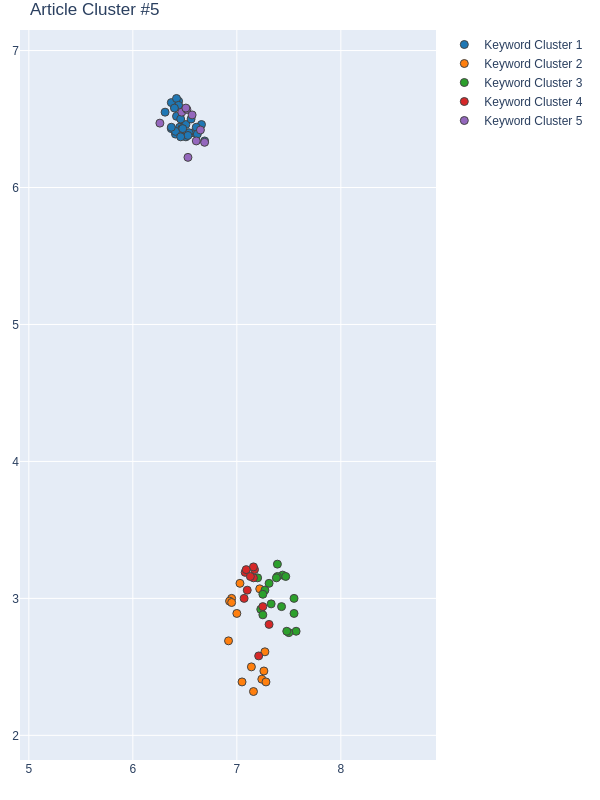 Article Cluster #5
Keyword Cluster 1
Keyword Cluster 2
Keyword Cluster 3
Keyword Cluster 4
Keyword Cluster 5
7
6
5
4
3
2
5 6 7 8